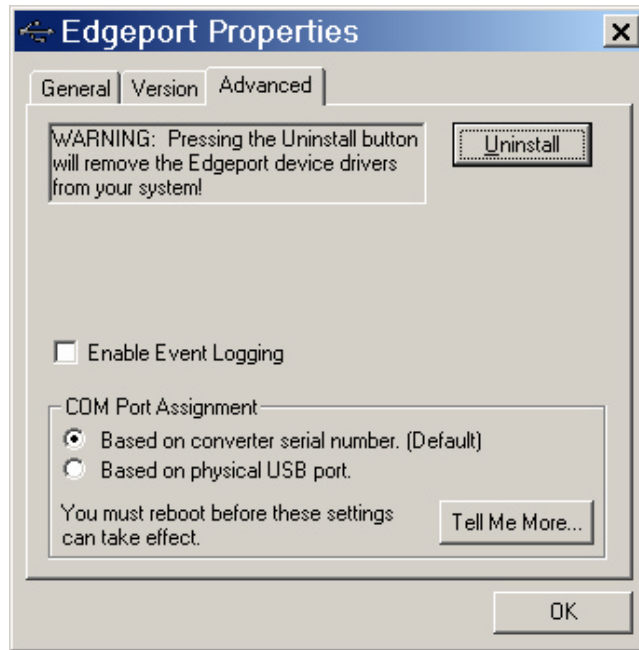 Edgeport Properties
General Version Advanced
WARNING: Pressing the Uninstall button
will remove the Edgeport device drivers
from your system!
Uninstall
Enable Event Logging
COM Port Assignment
Based on converter serial number. (Default)
Based on physical USB port.
You must reboot before these settings
can take effect.
Tell Me More...
OK